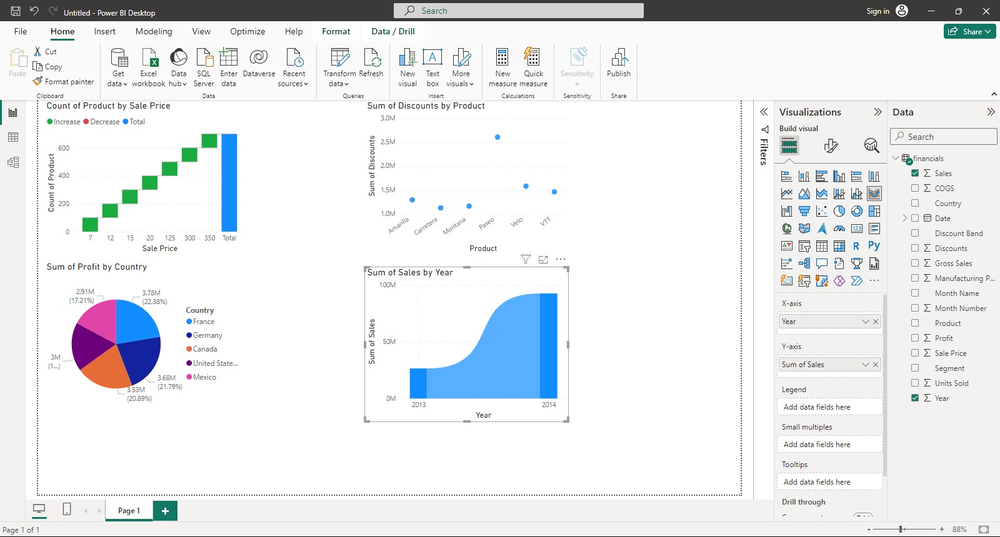 Untitled - Power BI Desktop
Search
Sign in
File Home Insert Modeling View Optimize Help Format Data / Drill
Share
Paste
Cut
Copy
Format painter
Get data
Excel workbook
Data hub
SQL Server
Enter data
Dataverse
Recent sources
Transform data
Refresh
New visual
Text box
More visuals
New measure
Quick measure
Sensitivity
Publish
Clipboard Data Queries Insert Calculations Sensitivity Share
Count of Product by Sale Price
Increase Decrease Total
Count of Product
600
400
200
0
7 12 15 20 125 300 350 Total
Sale Price
Sum of Discounts by Product
Sum of Discounts
3.0M
2.5M
2.0M
1.5M
1.0M
Amarilla Carretera Montana Paseo Velo VTT
Product
Sum of Profit by Country
2.91M
(17.21%)
3.78M
(22.38%)
3M
(1...)
3.68M
(21.79%)
3.53M
(20.89%)
Country
France
Germany
Canada
United State...
Mexico
Sum of Sales by Year
Sum of Sales
100M
50M
0M
2013 2014
Year
Filters
Visualizations
Build visual
R Py
123
X-axis
Year
Y-axis
Sum of Sales
Legend
Add data fields here
Small multiples
Add data fields here
Tooltips
Add data fields here
Drill through
Data
Search
financials
Sales
COGS
Country
Date
Discount Band
Discounts
Gross Sales
Manufacturing P...
Month Name
Month Number
Product
Profit
Sale Price
Segment
Units Sold
Year
Page 1
Page 1 of 1
88%